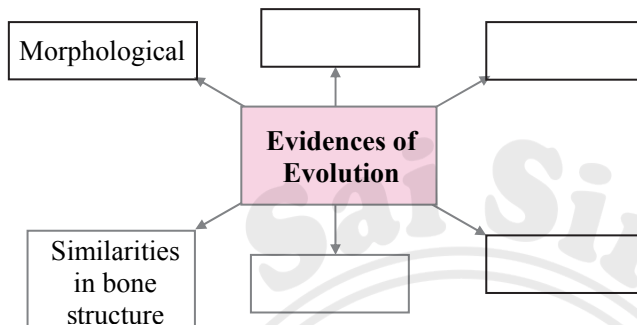 Morphological
Evidences of
Evolution
Similarities
in bone
structure